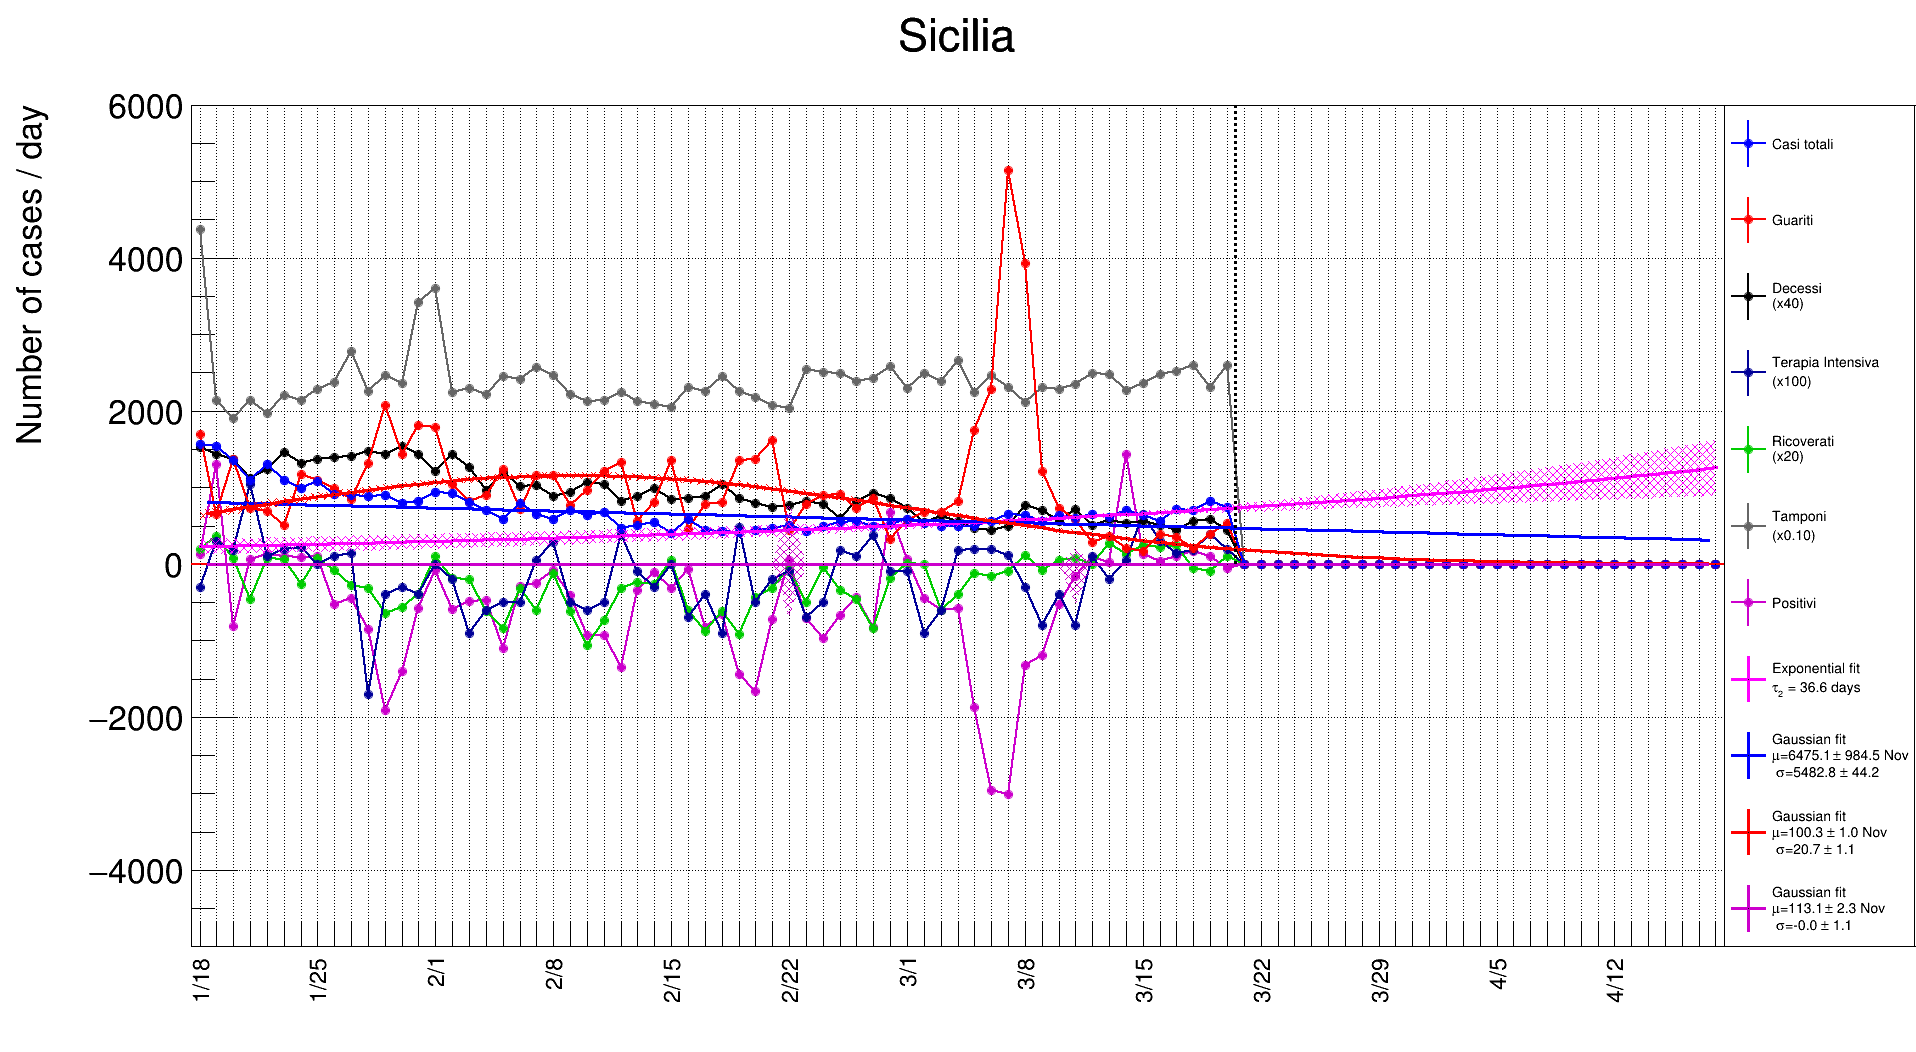 Sicilia
Number of cases / day
6000
4000
2000
0
−2000
−4000
1/18
1/25
2/1
2/8
2/15
2/22
3/1
3/8
3/15
3/22
3/29
4/5
4/12
Casi totali
Guariti
Decessi
(x40)
Terapia Intensiva
(x100)
Ricoverati
(x20)
Tamponi
(x0.10)
Positivi
Exponential fit
τ2 = 36.6 days
Gaussian fit
μ=6475.1 ± 984.5 Nov
σ=5482.8 ± 44.2
Gaussian fit
μ=100.3 ± 1.0 Nov
σ=20.7 ± 1.1
Gaussian fit
μ=113.1 ± 2.3 Nov
σ=-0.0 ± 1.1